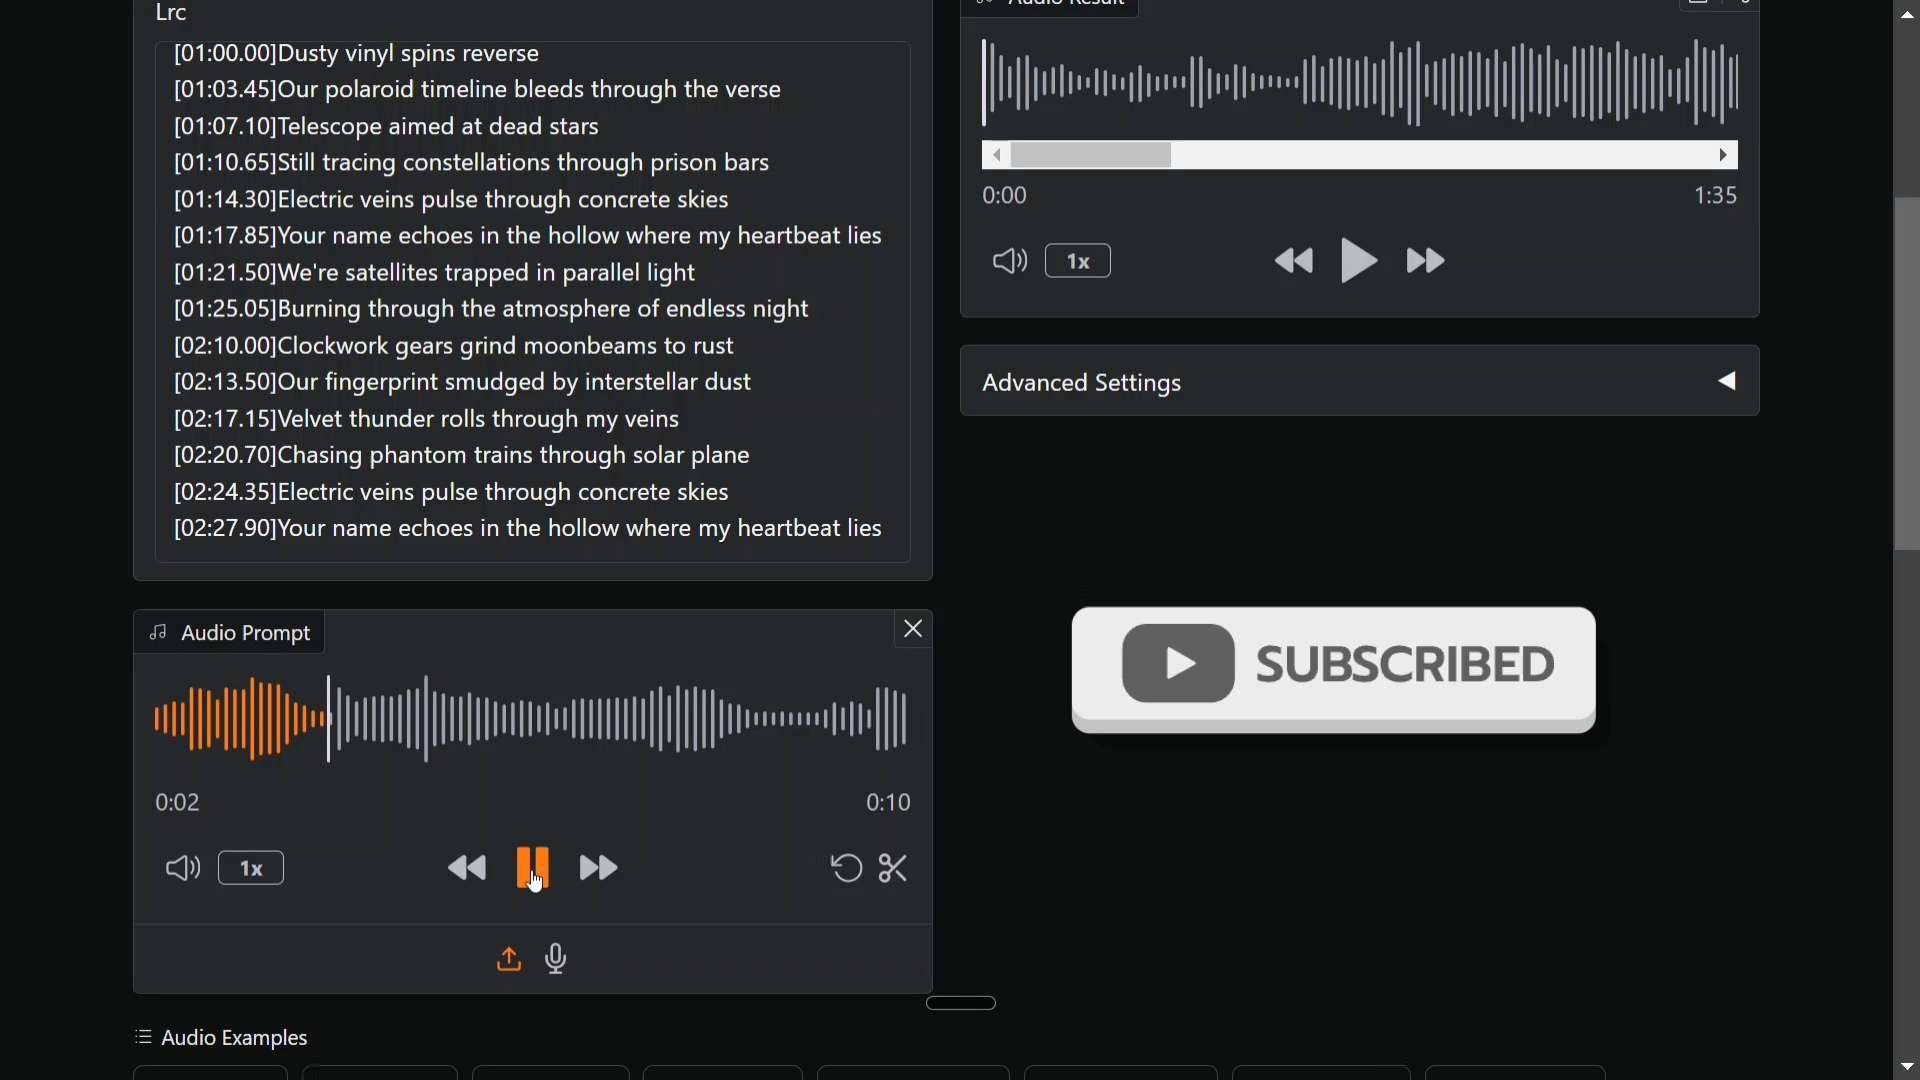 Lrc
[01:00.00]Dusty vinyl spins reverse
[01:03.45]Our polaroid timeline bleeds through the verse
[01:07.10]Telescope aimed at dead stars
[01:10.65]Still tracing constellations through prison bars
[01:14.30]Electric veins pulse through concrete skies
[01:17.85]Your name echoes in the hollow where my heartbeat lies
[01:21.50]We're satellites trapped in parallel light
[01:25.05]Burning through the atmosphere of endless night
[02:10.00]Clockwork gears grind moonbeams to rust
[02:13.50]Our fingerprint smudged by interstellar dust
[02:17.15]Velvet thunder rolls through my veins
[02:20.70]Chasing phantom trains through solar plane
[02:24.35]Electric veins pulse through concrete skies
[02:27.90]Your name echoes in the hollow where my heartbeat lies
Audio Prompt
0:02
0:10
1x
Audio Examples
Audio Result
0:00
1:35
1x
Advanced Settings
SUBSCRIBED